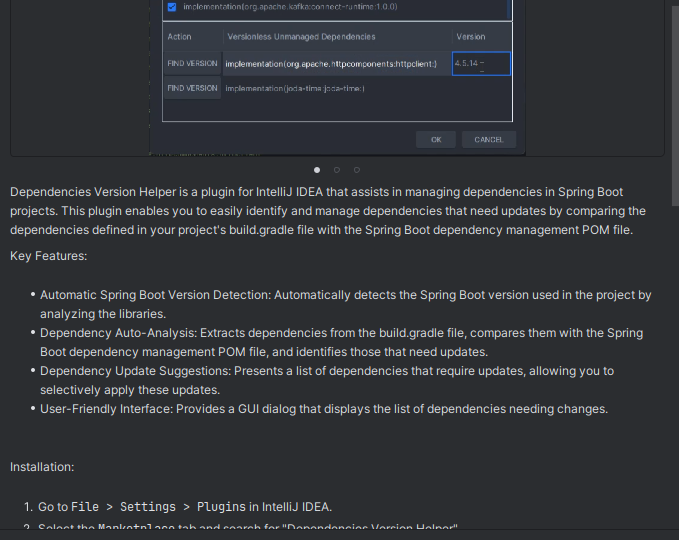 implementation(org.apache.kafka:connect-runtime:1.0.0)
Action Versionless Unmanaged Dependencies Version
FIND VERSION implementation(org.apache.httpcomponents:httpclient:) 4.5.14
FIND VERSION implementation(joda-time:joda-time:)
OK CANCEL
Dependencies Version Helper is a plugin for IntelliJ IDEA that assists in managing dependencies in Spring Boot
projects. This plugin enables you to easily identify and manage dependencies that need updates by comparing the
dependencies defined in your project's build.gradle file with the Spring Boot dependency management POM file.
Key Features:
• Automatic Spring Boot Version Detection: Automatically detects the Spring Boot version used in the project by
analyzing the libraries.
• Dependency Auto-Analysis: Extracts dependencies from the build.gradle file, compares them with the Spring
Boot dependency management POM file, and identifies those that need updates.
• Dependency Update Suggestions: Presents a list of dependencies that require updates, allowing you to
selectively apply these updates.
• User-Friendly Interface: Provides a GUI dialog that displays the list of dependencies needing changes.
Installation:
1. Go to File > Settings > Plugins in IntelliJ IDEA.
2. Select the Marketplace tab and search for "Dependencies Version Helper"